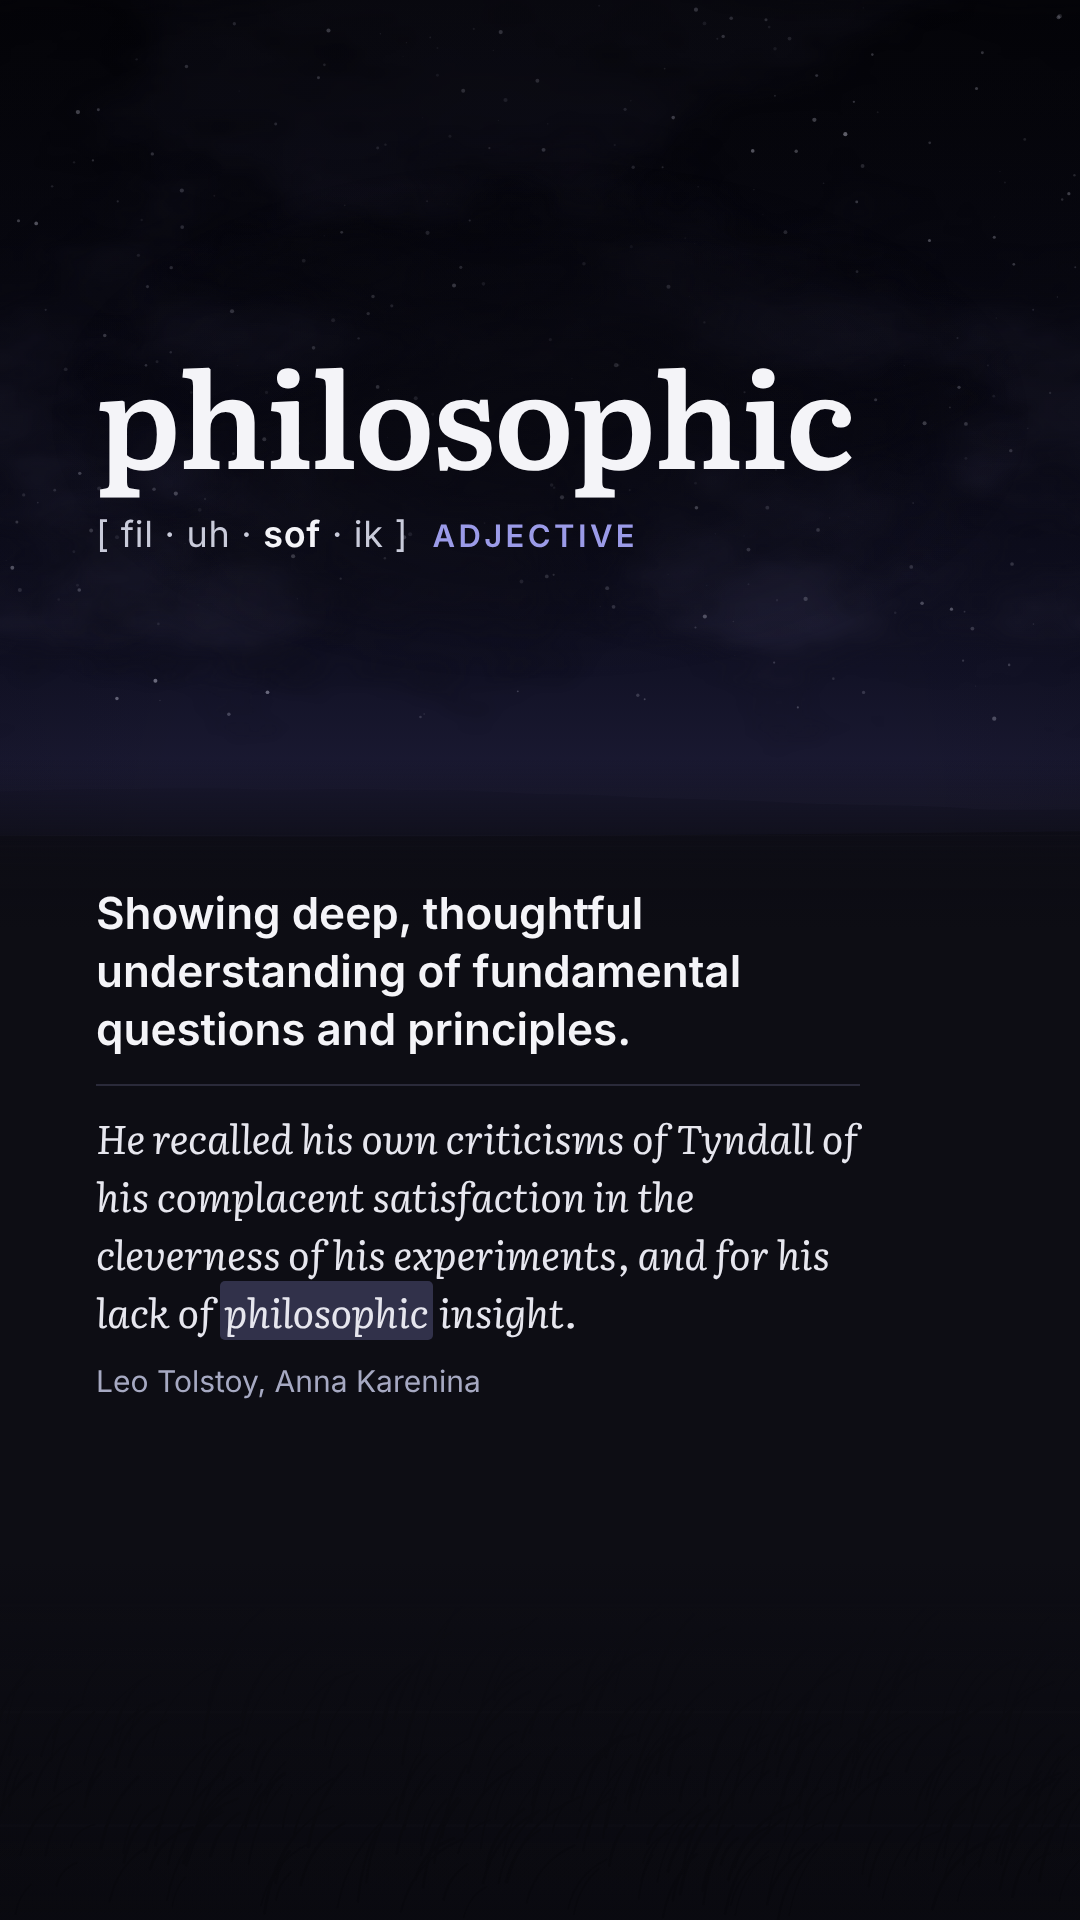 philosophic
[ fil · uh · sof · ik ] ADJECTIVE
Showing deep, thoughtful
understanding of fundamental
questions and principles.
He recalled his own criticisms of Tyndall of
his complacent satisfaction in the
cleverness of his experiments, and for his
lack of philosophic insight.
Leo Tolstoy, Anna Karenina